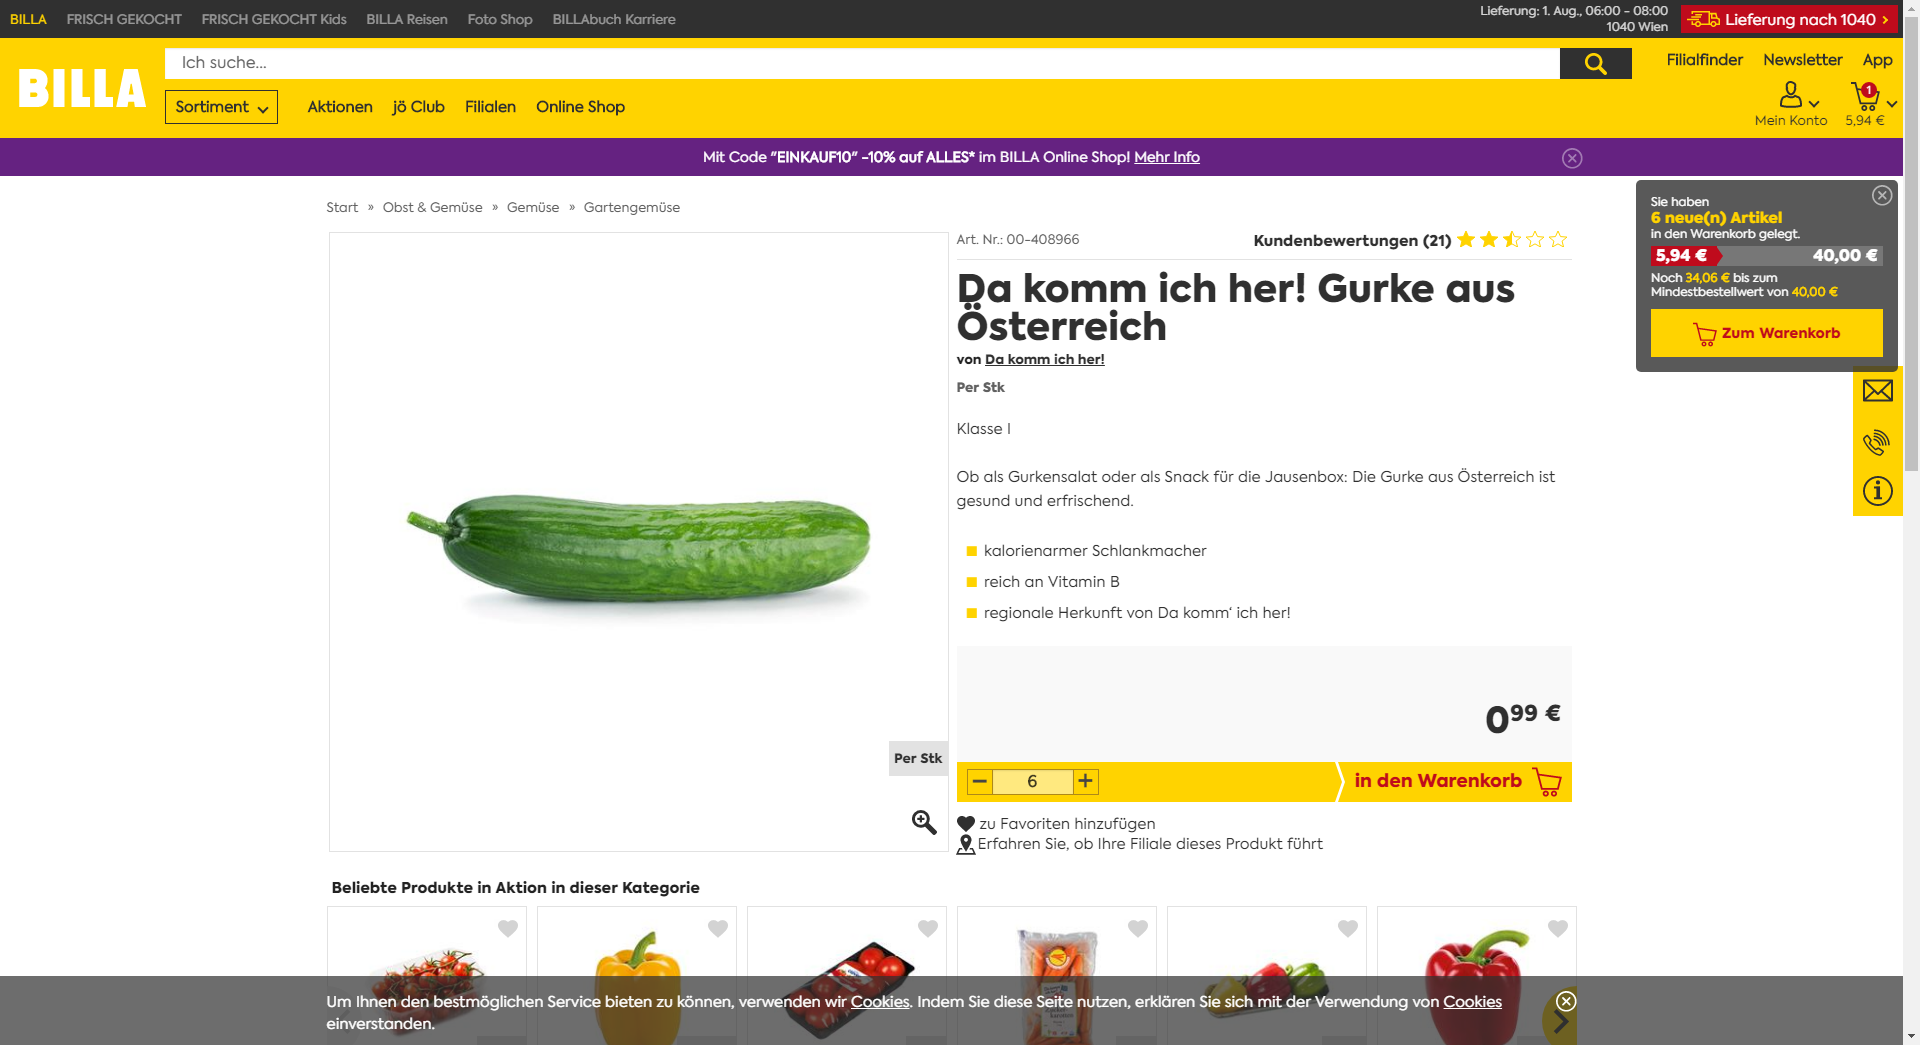 BILLA
FRISCH GEKOCHT
FRISCH GEKOCHT Kids
BILLA Reisen
Foto Shop
BILLAbuch Karriere
Lieferung: 1. Aug., 06:00 - 08:00
1040 Wien
Lieferung nach 1040
BILLA
Ich suche...
Filialfinder
Newsletter
App
Sortiment
Aktionen
jö Club
Filialen
Online Shop
1
Mein Konto
5,94 €
Mit Code "EINKAUF10" -10% auf ALLES* im BILLA Online Shop! Mehr Info
Start » Obst & Gemüse » Gemüse » Gartengemüse
Sie haben
6 neue(n) Artikel
in den Warenkorb gelegt.
5,94 €
40,00 €
Noch 34,06 € bis zum
Mindestbestellwert von 40,00 €
Zum Warenkorb
Art. Nr.: 00-408966
Kundenbewertungen (21)
Da komm ich her! Gurke aus
Österreich
von Da komm ich her!
Per Stk
Klasse I
Ob als Gurkensalat oder als Snack für die Jausenbox: Die Gurke aus Österreich ist
gesund und erfrischend.
kalorienarmer Schlankmacher
reich an Vitamin B
regionale Herkunft von Da komm‘ ich her!
0 99 €
Per Stk
6
in den Warenkorb
zu Favoriten hinzufügen
Erfahren Sie, ob Ihre Filiale dieses Produkt führt
Beliebte Produkte in Aktion in dieser Kategorie
Um Ihnen den bestmöglichen Service bieten zu können, verwenden wir Cookies. Indem Sie diese Seite nutzen, erklären Sie sich mit der Verwendung von Cookies
einverstanden.